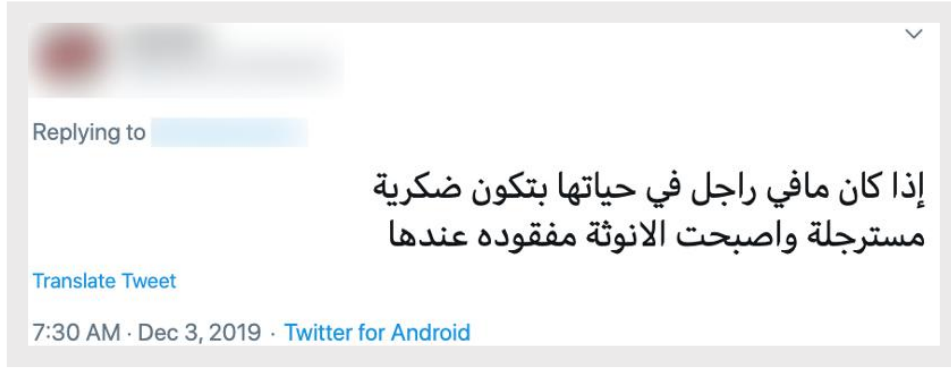 Replying to
إذا كان مافي راجل في حياتها بتكون ضكرية
مسترجلة واصبحت الانوثة مفقوده عندها
Translate Tweet
7:30 AM · Dec 3, 2019 · Twitter for Android